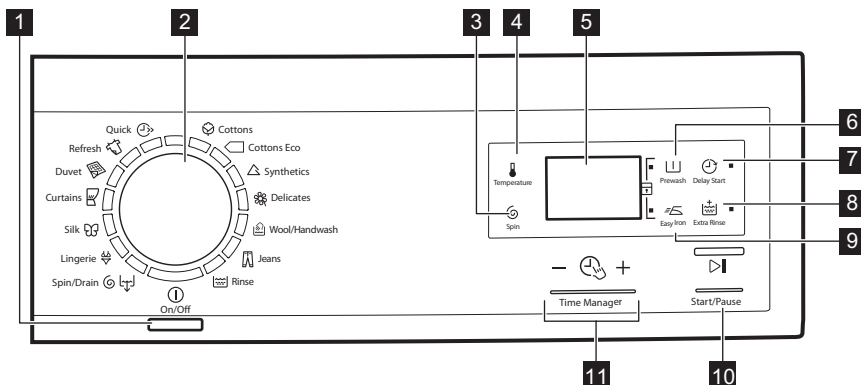 1
2
3
4
5
6
7
8
9
10
11
Quick
Refresh
Duvet
Curtains
Silk
Lingerie
Spin/Drain
Cottons
Cottons Eco
Synthetics
Delicates
Wool/Handwash
Jeans
Rinse
On/Off
Temperature
Spin
Prewash
Delay Start
Easy Iron
Extra Rinse
Time Manager
Start/Pause